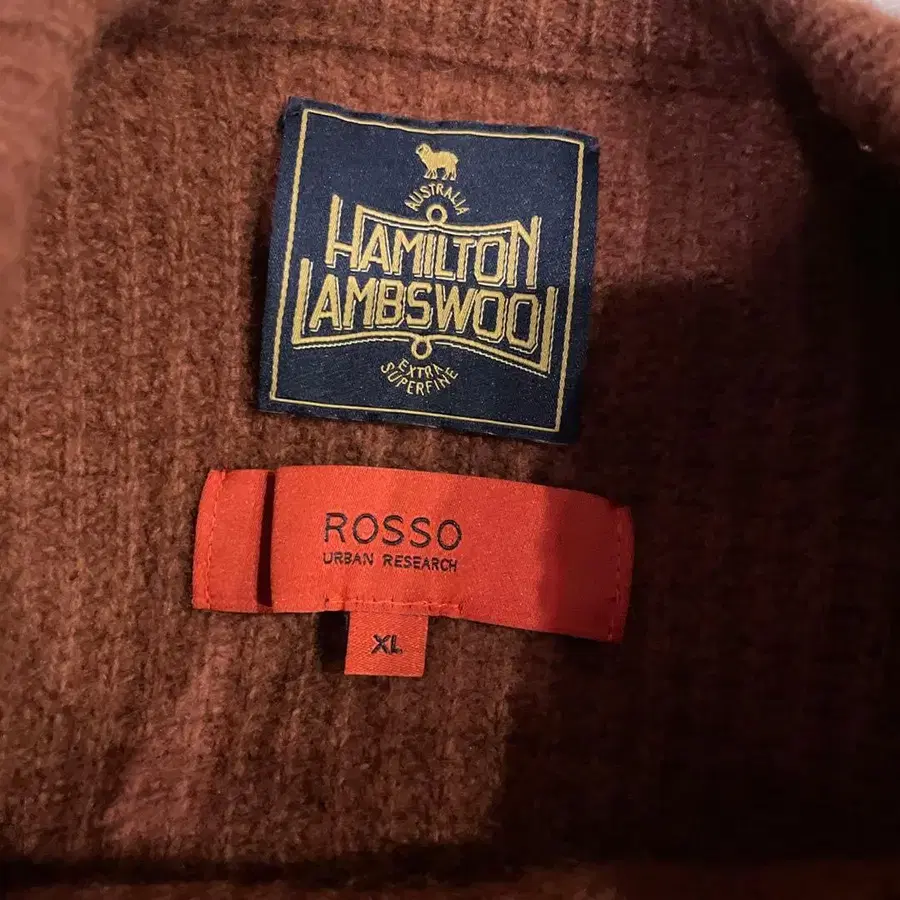 AUSTRALIA
HAMILTON
LAMBSWOOL
EXTRA
SUPERFINE
ROSSO
URBAN RESEARCH
XL